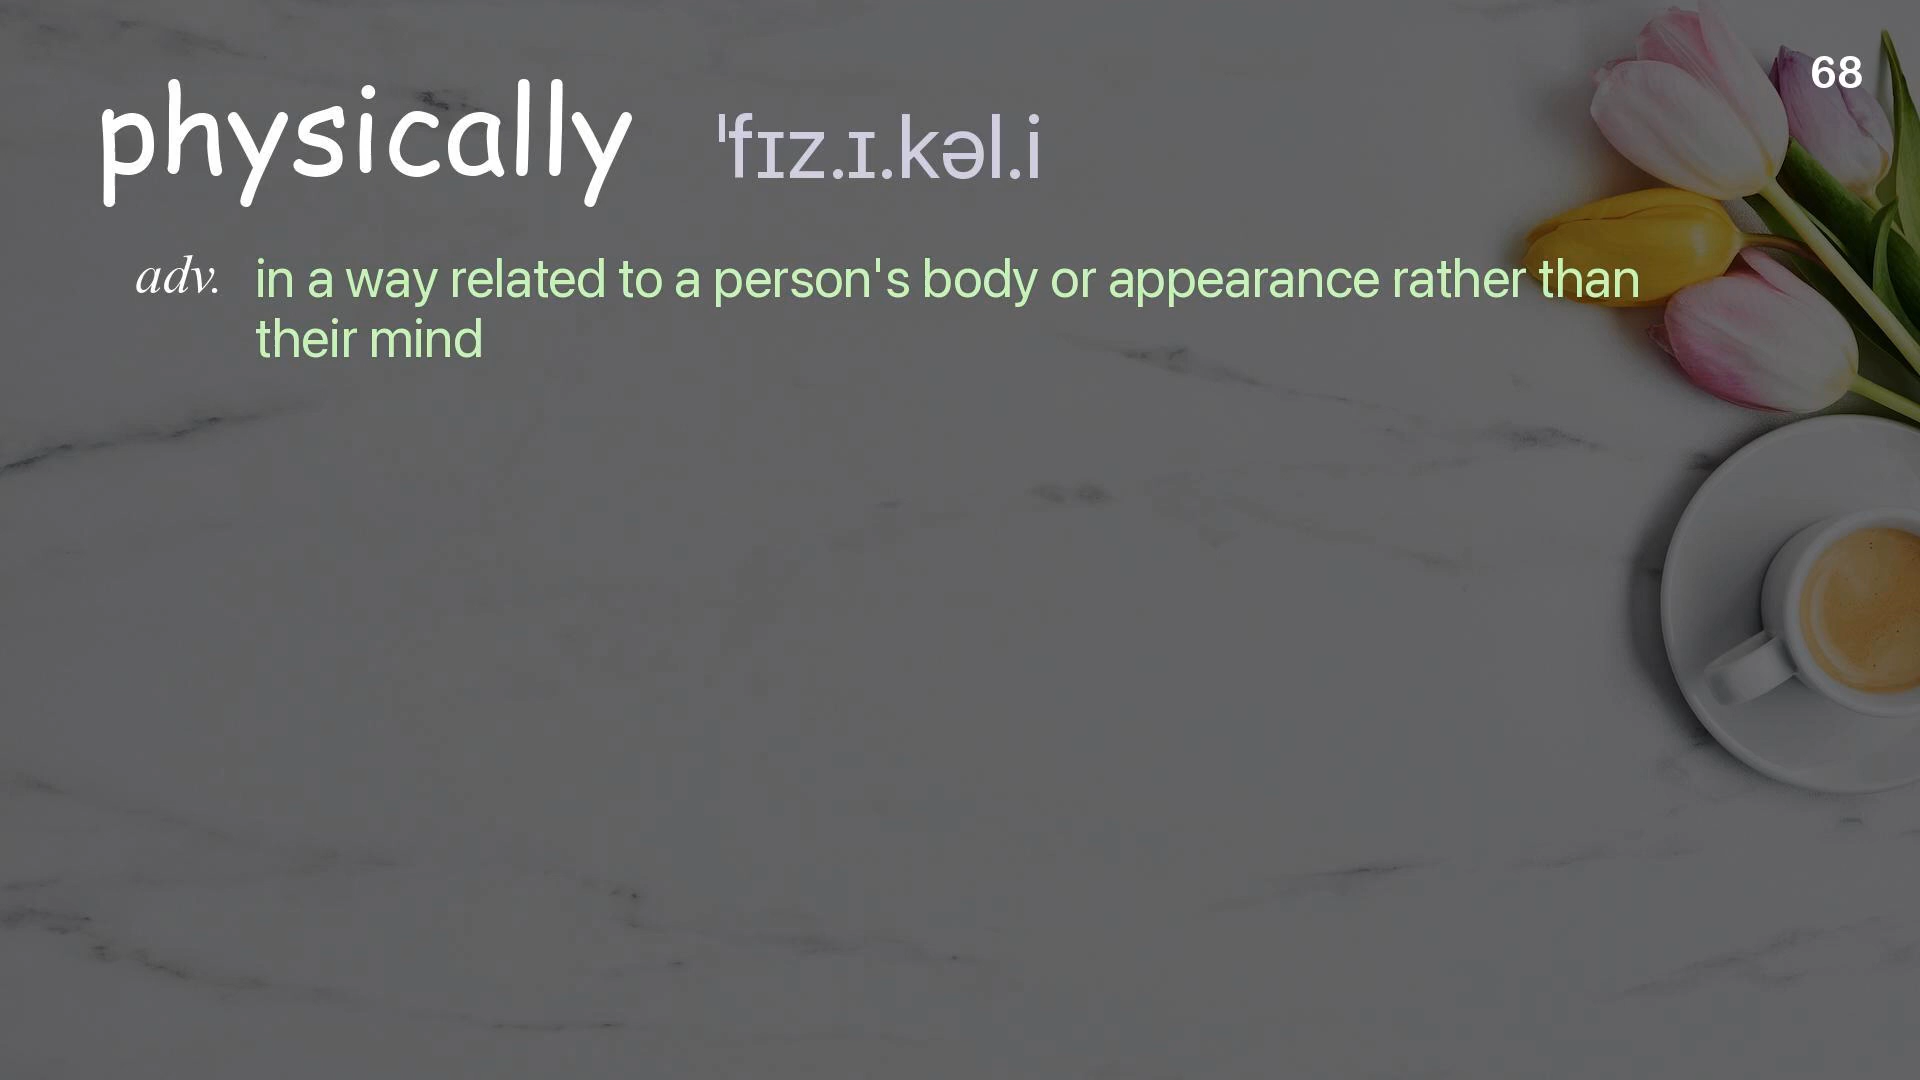 68
physically ˈfɪz.ɪ.kəl.i
adv. in a way related to a person's body or appearance rather than
their mind